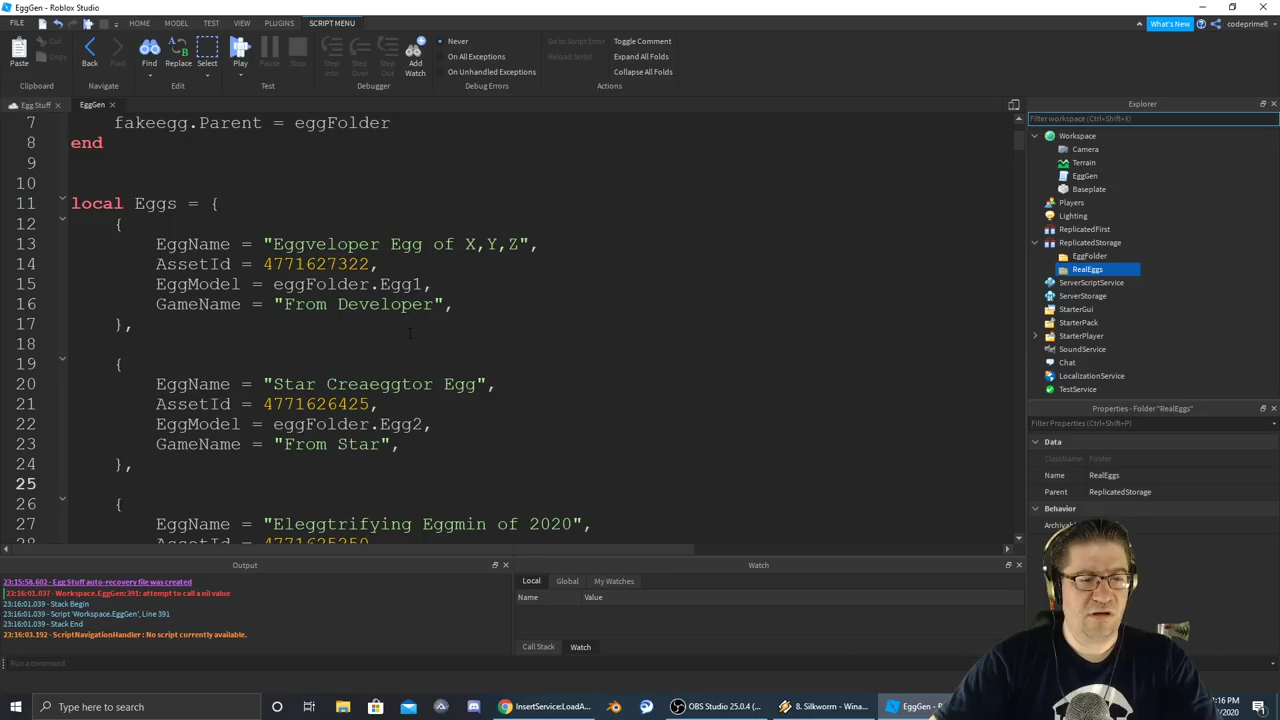 EggGen - Roblox Studio
FILE HOME MODEL TEST VIEW PLUGINS SCRIPT MENU
What's New codeprime8
Paste Cut Copy
Clipboard
Back Fwd
Navigate
Find Replace Select
Edit
Play Pause Stop
Test
Step Into Step Over Step Out Add Watch
Debugger
Never
On All Exceptions
On Unhandled Exceptions
Debug Errors
Go to Script Error
Reload Script
Toggle Comment
Expand All Folds
Collapse All Folds
Actions
Egg Stuff EggGen
7 fakeegg.Parent = eggFolder
8 end
9
10
11 local Eggs = {
12 {
13 EggName = "Eggveloper Egg of X,Y,Z",
14 AssetId = 4771627322,
15 EggModel = eggFolder.Egg1,
16 GameName = "From Developer",
17 },
18
19 {
20 EggName = "Star Creaeggtor Egg",
21 AssetId = 4771626425,
22 EggModel = eggFolder.Egg2,
23 GameName = "From Star",
24 },
25
26 {
27 EggName = "Eleggtrifying Eggmin of 2020",
28 AssetId = 4771625250
Explorer
Filter workspace (Ctrl+Shift+X)
Workspace
Camera
Terrain
EggGen
Baseplate
Players
Lighting
ReplicatedFirst
ReplicatedStorage
EggFolder
RealEggs
ServerScriptService
ServerStorage
StarterGui
StarterPack
StarterPlayer
SoundService
Chat
LocalizationService
TestService
Properties - Folder "RealEggs"
Filter Properties (Ctrl+Shift+P)
Data
ClassName Folder
Name RealEggs
Parent ReplicatedStorage
Behavior
Output
23:15:58.602 - Egg Stuff auto-recovery file was created
23:16:01.037 - Workspace.EggGen:391: attempt to call a nil value
23:16:01.039 - Stack Begin
23:16:01.039 - Script 'Workspace.EggGen', Line 391
23:16:01.039 - Stack End
23:16:03.192 - ScriptNavigationHandler : No script currently available.
Watch
Local Global My Watches
Name Value
Call Stack Watch
Run a command
Type here to search
InsertService:LoadA...
OBS Studio 25.0.4 (...
8. Silkworm - Wina...